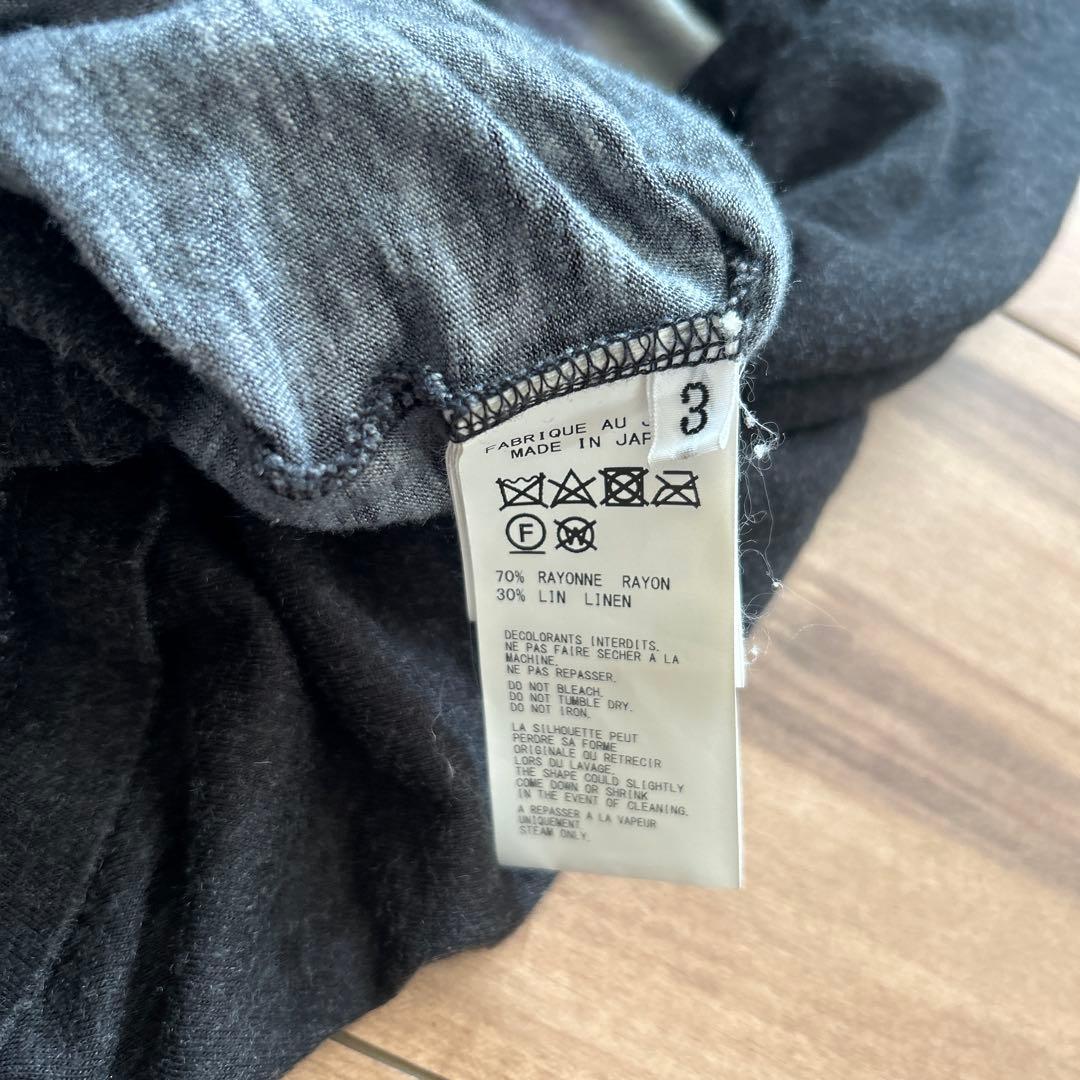 3
FABRIQUE AU J
MADE IN JAP
F W
70% RAYONNE RAYON
30% LIN LINEN
DECOLORANTS INTERDITS.
NE PAS FAIRE SECHER A LA
MACHINE.
NE PAS REPASSER.
DO NOT BLEACH.
DO NOT TUMBLE DRY.
DO NOT IRON.
LA SILHOUETTE PEUT
PERDRE SA FORME
ORIGINALE OU RETRECIR
LORS DU LAVAGE.
THE SHAPE COULD SLIGHTLY
COME DOWN OR SHRINK
IN THE EVENT OF CLEANING.
A REPASSER A LA VAPEUR
UNIQUEMENT
STEAM ONLY.